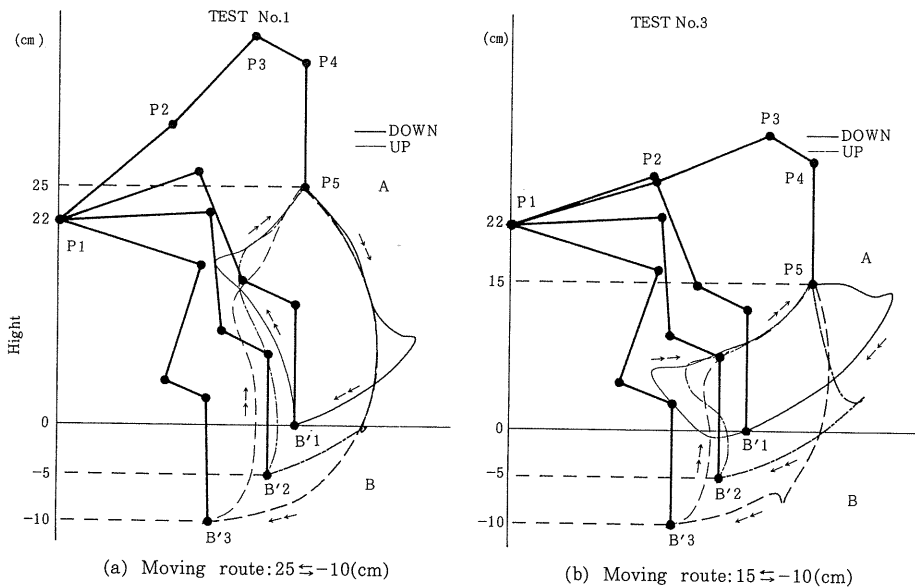 TEST No.1
(cm)
P3
P4
P2
DOWN
UP
25
P5
A
22
P1
Hight
0
B'1
-5
B'2
B
-10
B'3
(a) Moving route:25⇆-10(cm)
TEST No.3
(cm)
P3
DOWN
UP
P2
P4
P1
22
P5
A
15
0
B'1
-5
B'2
B
-10
B'3
(b) Moving route:15⇆-10(cm)